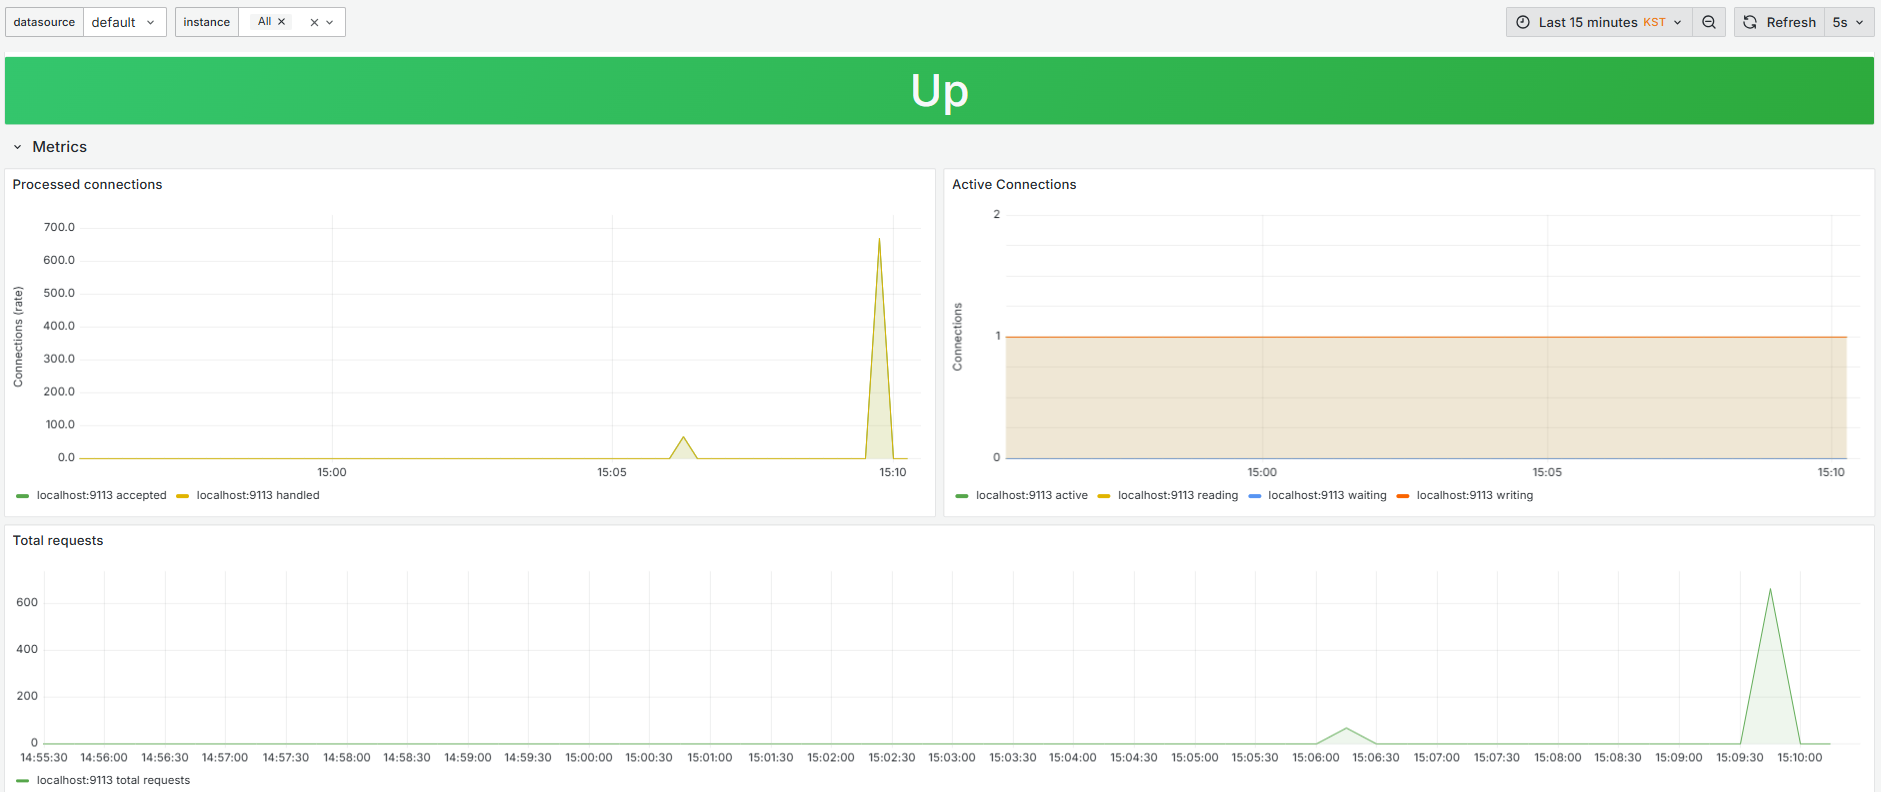 datasource default instance All Last 15 minutes KST Refresh 5s
Up
Metrics
Processed connections
Connections (rate)
700.0
600.0
500.0
400.0
300.0
200.0
100.0
0.0
15:00 15:05 15:10
localhost:9113 accepted localhost:9113 handled
Active Connections
Connections
2
1
0
15:00 15:05 15:10
localhost:9113 active localhost:9113 reading localhost:9113 waiting localhost:9113 writing
Total requests
600
400
200
0
14:55:30 14:56:00 14:56:30 14:57:00 14:57:30 14:58:00 14:58:30 14:59:00 14:59:30 15:00:00 15:00:30 15:01:00 15:01:30 15:02:00 15:02:30 15:03:00 15:03:30 15:04:00 15:04:30 15:05:00 15:05:30 15:06:00 15:06:30 15:07:00 15:07:30 15:08:00 15:08:30 15:09:00 15:09:30 15:10:00
localhost:9113 total requests